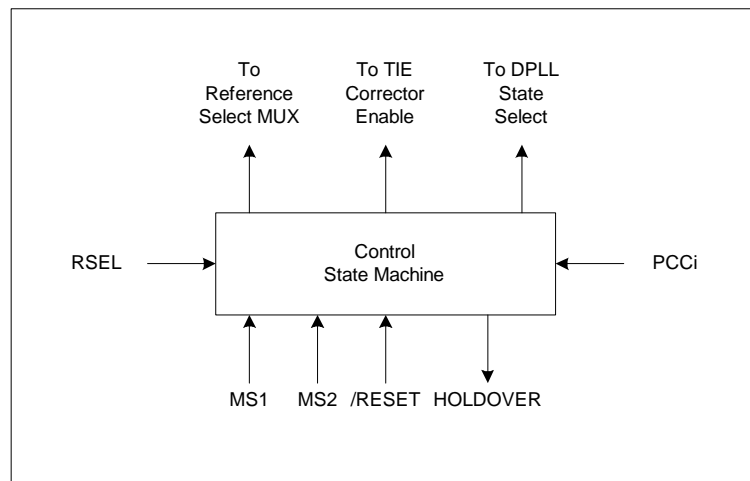 To
Reference
Select MUX
To TIE
Corrector
Enable
To DPLL
State
Select
RSEL
Control
State Machine
PCCi
MS1
MS2
/RESET
HOLDOVER